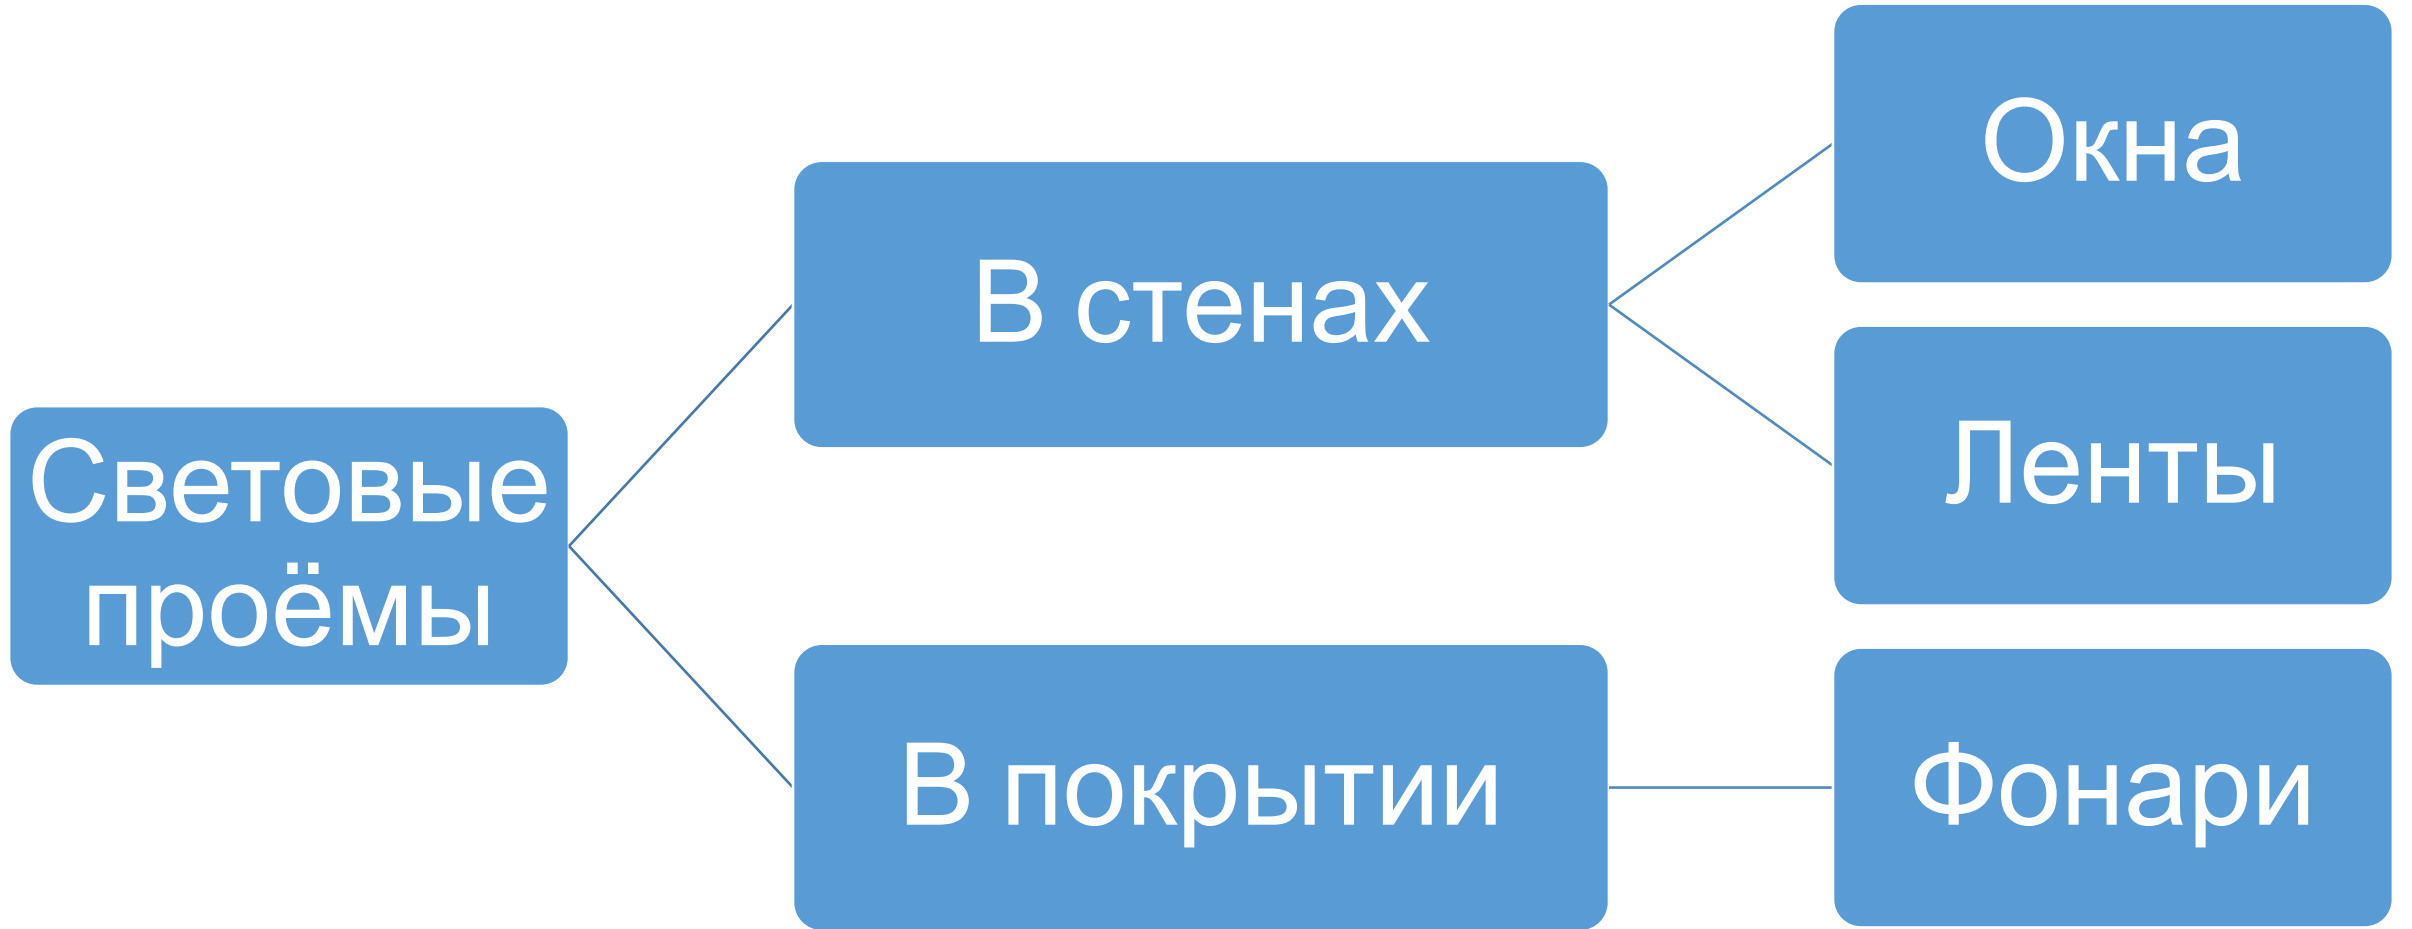 Световые
проёмы
В стенах
Окна
Ленты
В покрытии
Фонари